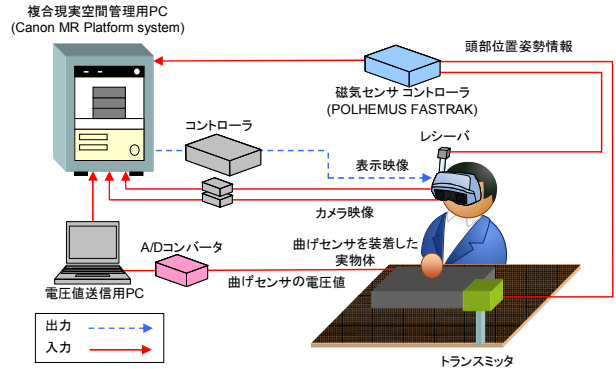 複合現実空間管理用PC
(Canon MR Platform system)
頭部位置姿勢情報
磁気センサ コントローラ
(POLHEMUS FASTRAK)
コントローラ
レシーバ
表示映像
カメラ映像
A/Dコンバータ
曲げセンサを装着した
実物体
曲げセンサの電圧値
電圧値送信用PC
出力
入力
トランスミッタ